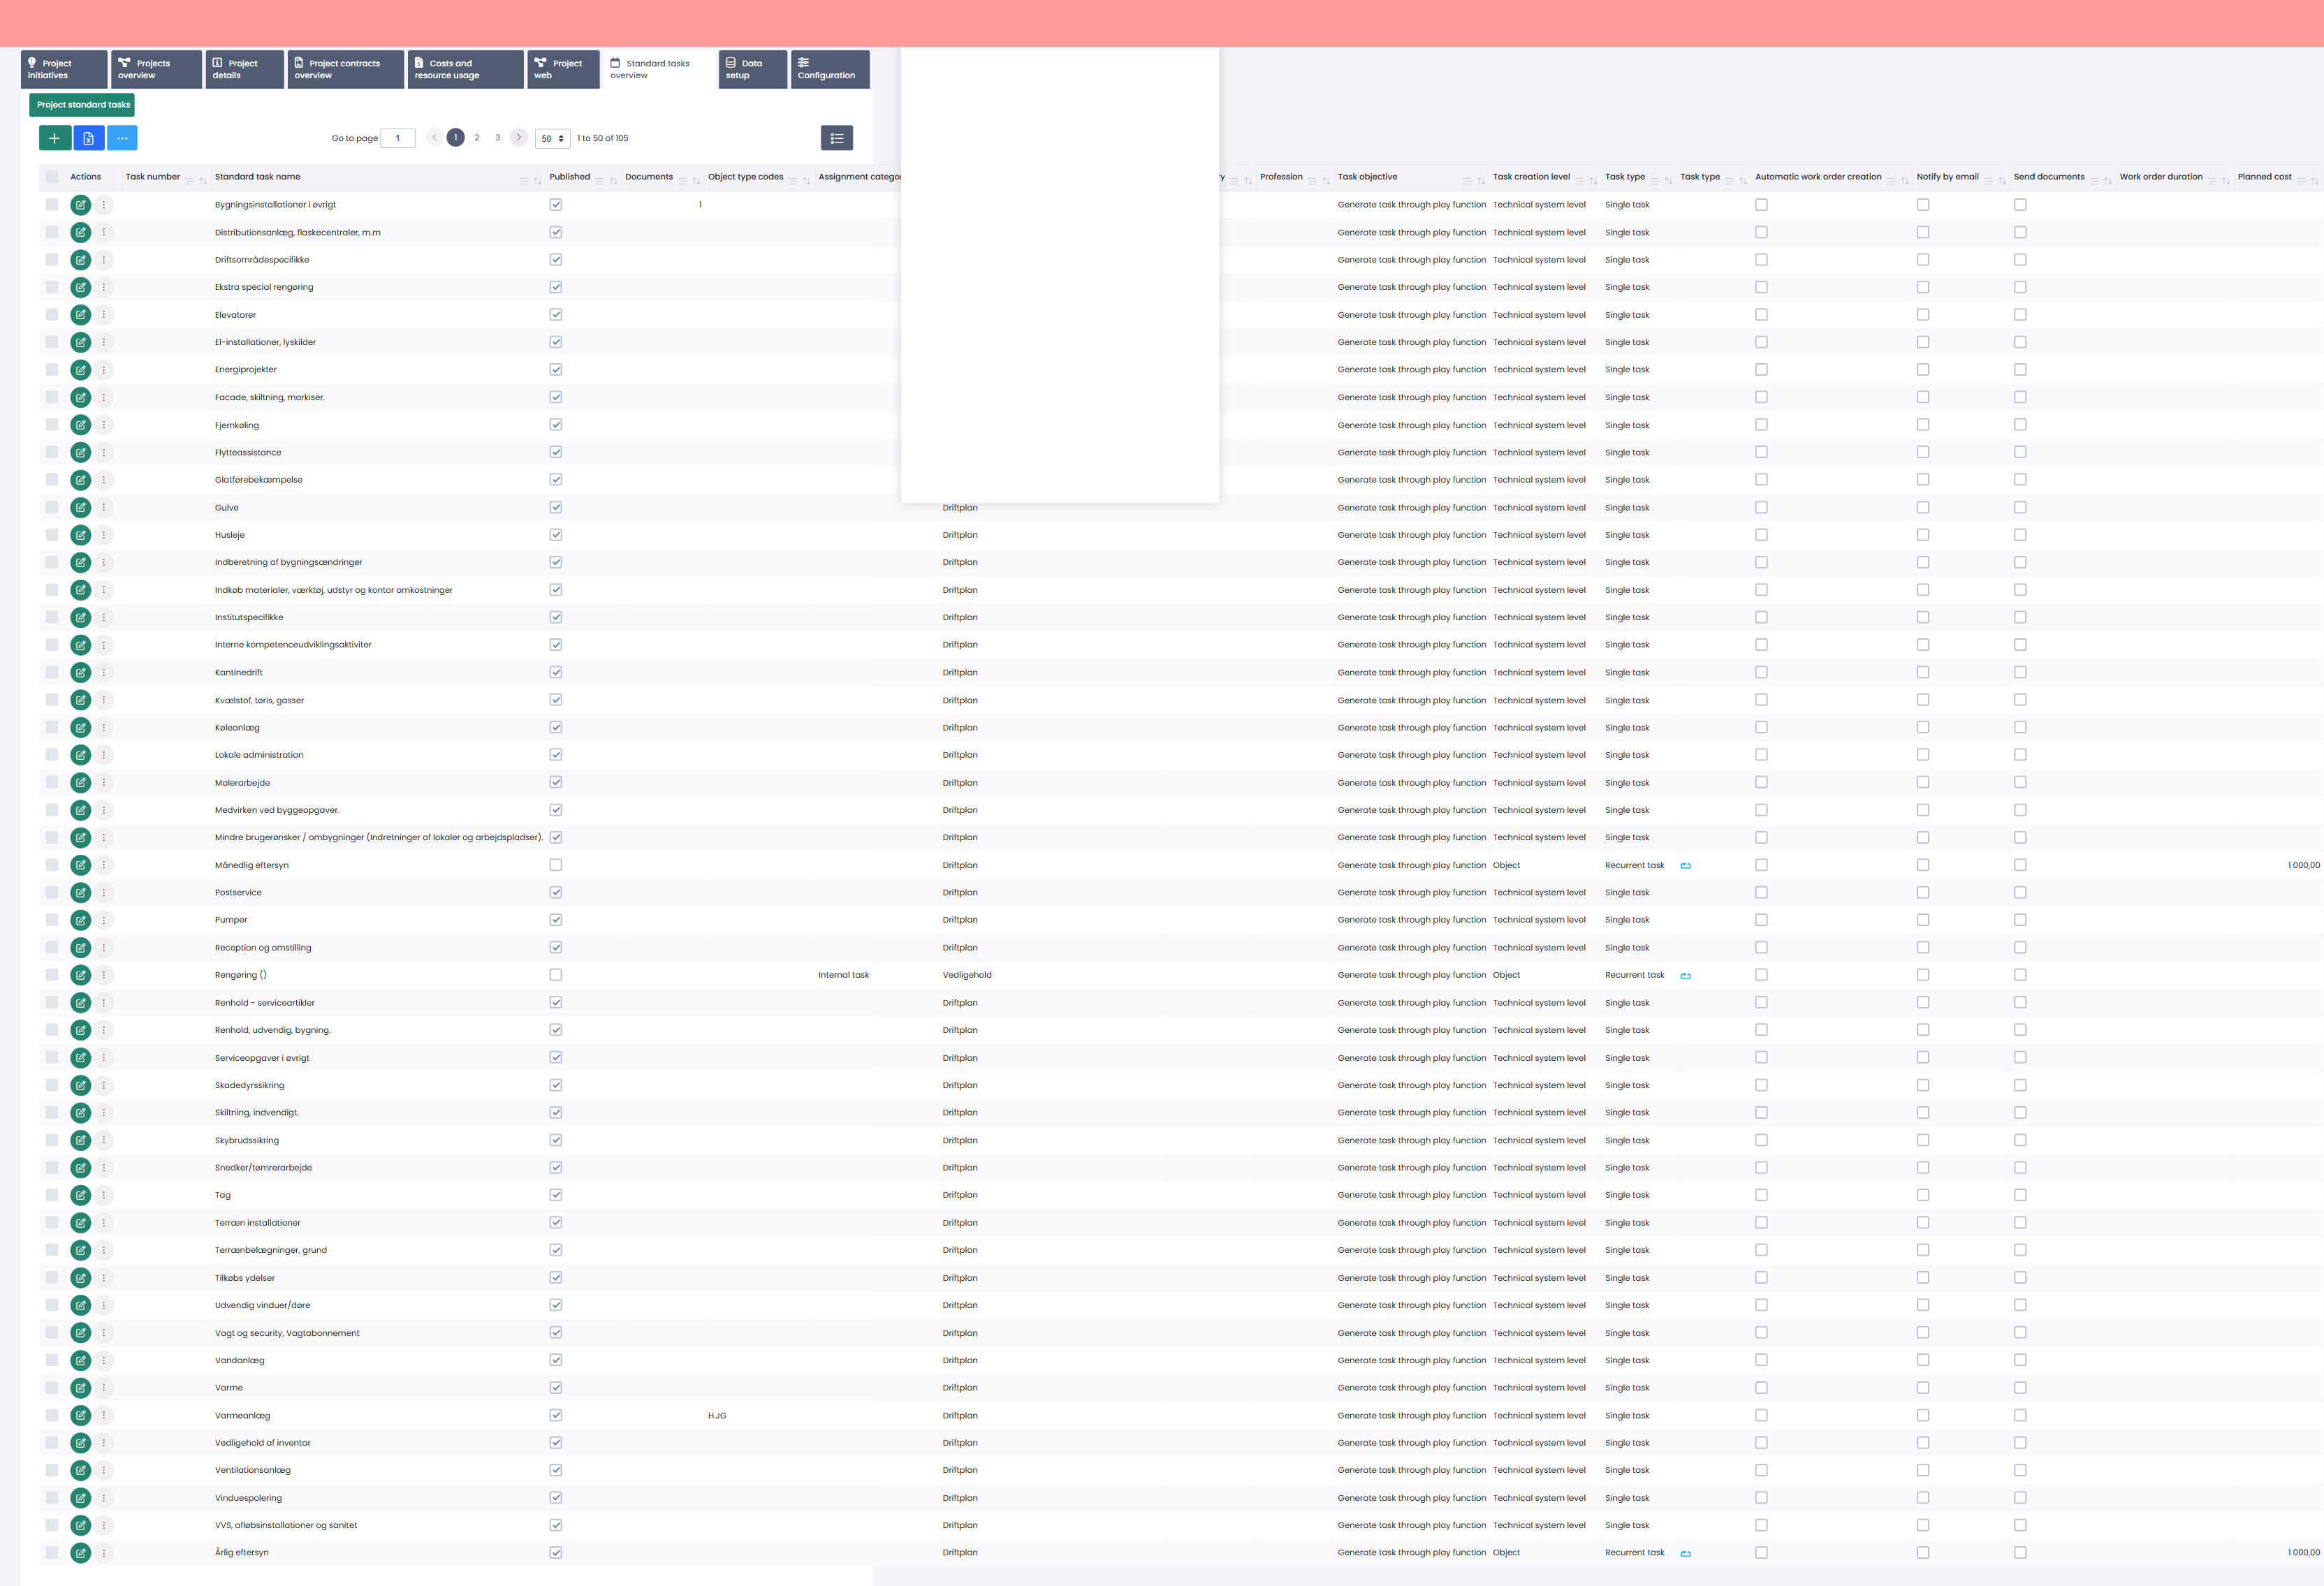 Project initiatives
Projects overview
Project details
Project contracts overview
Costs and resource usage
Project web
Standard tasks overview
Data setup
Configuration
Project standard tasks
Go to page 1 1 2 3 50 1 to 50 of 105
Actions Task number Standard task name Published Documents Object type codes Assignment catego Profession Task objective Task creation level Task type Task type Automatic work order creation Notify by email Send documents Work order duration Planned cost
Bygningsinstallationer i øvrigt 1 Generate task through play function Technical system level Single task
Distributionsanlæg, flaskecentraler, m.m Generate task through play function Technical system level Single task
Driftsområdespecifikke Generate task through play function Technical system level Single task
Ekstra special rengøring Generate task through play function Technical system level Single task
Elevatorer Generate task through play function Technical system level Single task
El-installationer, lyskilder Generate task through play function Technical system level Single task
Energiprojekter Generate task through play function Technical system level Single task
Facade, skiltning, markiser. Generate task through play function Technical system level Single task
Fjernkøling Generate task through play function Technical system level Single task
Flytteassistance Generate task through play function Technical system level Single task
Glatførebekæmpelse Generate task through play function Technical system level Single task
Gulve Driftplan Generate task through play function Technical system level Single task
Husleje Driftplan Generate task through play function Technical system level Single task
Indberetning af bygningsændringer Driftplan Generate task through play function Technical system level Single task
Indkøb materialer, værktøj, udstyr og kontor omkostninger Driftplan Generate task through play function Technical system level Single task
Institutspecifikke Driftplan Generate task through play function Technical system level Single task
Interne kompetenceudviklingsaktiviter Driftplan Generate task through play function Technical system level Single task
Kantinedrift Driftplan Generate task through play function Technical system level Single task
Kvælstof, tøris, gasser Driftplan Generate task through play function Technical system level Single task
Køleanlæg Driftplan Generate task through play function Technical system level Single task
Lokale administration Driftplan Generate task through play function Technical system level Single task
Malerarbejde Driftplan Generate task through play function Technical system level Single task
Medvirken ved byggeopgaver. Driftplan Generate task through play function Technical system level Single task
Mindre brugerønsker / ombygninger (Indretninger af lokaler og arbejdspladser). Driftplan Generate task through play function Technical system level Single task
Månedlig eftersyn Driftplan Generate task through play function Object Recurrent task 1 000,00
Postservice Driftplan Generate task through play function Technical system level Single task
Pumper Driftplan Generate task through play function Technical system level Single task
Reception og omstilling Driftplan Generate task through play function Technical system level Single task
Rengøring () Internal task Vedligehold Generate task through play function Object Recurrent task
Renhold - serviceartikler Driftplan Generate task through play function Technical system level Single task
Renhold, udvendig, bygning. Driftplan Generate task through play function Technical system level Single task
Serviceopgaver i øvrigt Driftplan Generate task through play function Technical system level Single task
Skadedyrssikring Driftplan Generate task through play function Technical system level Single task
Skiltning, indvendigt. Driftplan Generate task through play function Technical system level Single task
Skybrudssikring Driftplan Generate task through play function Technical system level Single task
Snedker/tømrerarbejde Driftplan Generate task through play function Technical system level Single task
Tag Driftplan Generate task through play function Technical system level Single task
Terræn installationer Driftplan Generate task through play function Technical system level Single task
Terrænbelægninger, grund Driftplan Generate task through play function Technical system level Single task
Tilkøbs ydelser Driftplan Generate task through play function Technical system level Single task
Udvendig vinduer/døre Driftplan Generate task through play function Technical system level Single task
Vagt og security, Vagtabonnement Driftplan Generate task through play function Technical system level Single task
Vandanlæg Driftplan Generate task through play function Technical system level Single task
Varme Driftplan Generate task through play function Technical system level Single task
Varmeanlæg H.JG Driftplan Generate task through play function Technical system level Single task
Vedligehold af inventar Driftplan Generate task through play function Technical system level Single task
Ventilationsanlæg Driftplan Generate task through play function Technical system level Single task
Vinduespolering Driftplan Generate task through play function Technical system level Single task
VVS, afløbsinstallationer og sanitet Driftplan Generate task through play function Technical system level Single task
Årlig eftersyn Driftplan Generate task through play function Object Recurrent task 1 000,00